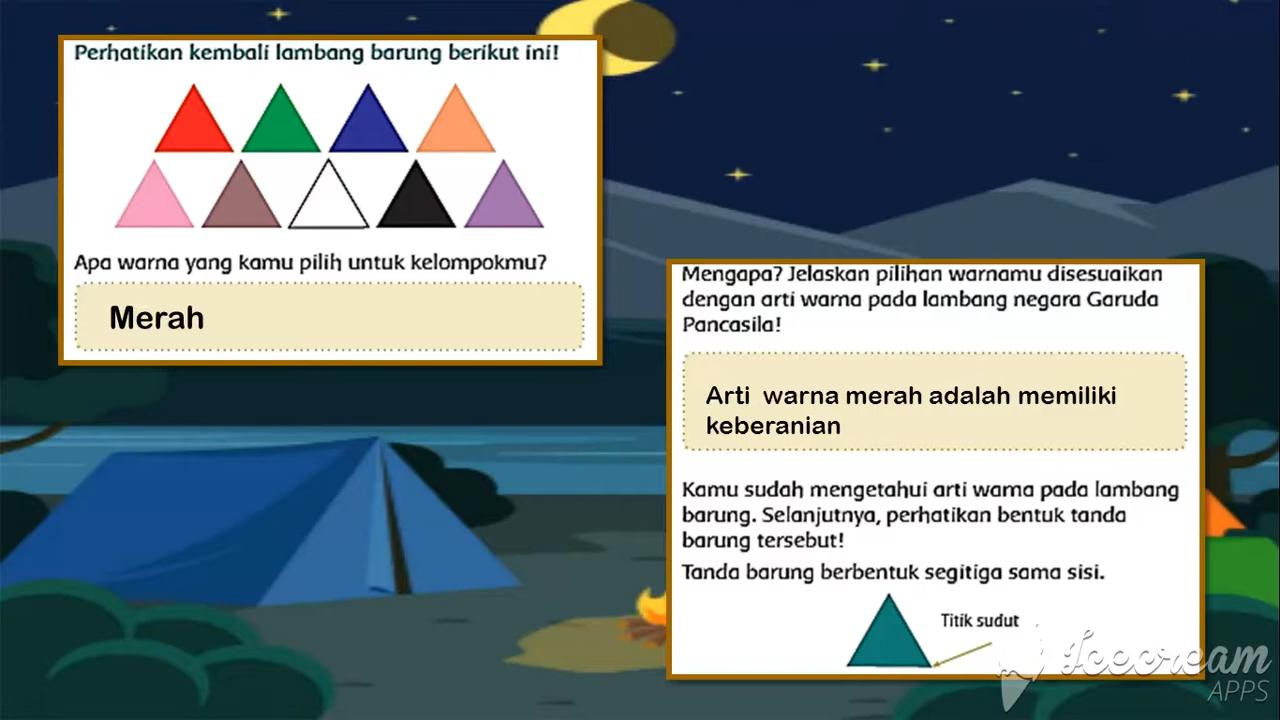 Perhatikan kembali lambang barung berikut ini!
Apa warna yang kamu pilih untuk kelompokmu?
Merah
Mengapa? Jelaskan pilihan warnamu disesuaikan
dengan arti warna pada lambang negara Garuda
Pancasila!
Arti warna merah adalah memiliki
keberanian
Kamu sudah mengetahui arti warna pada lambang
barung. Selanjutnya, perhatikan bentuk tanda
barung tersebut!
Tanda barung berbentuk segitiga sama sisi.
Titik sudut
Icecream
APPS